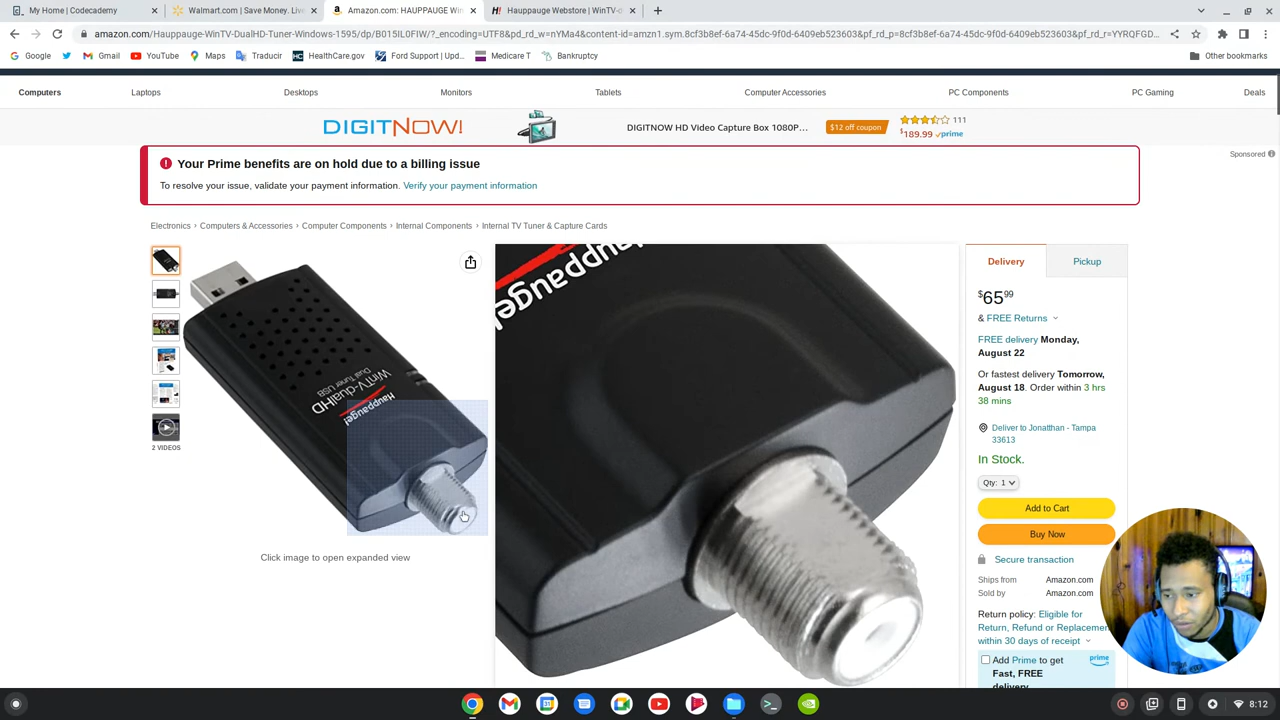 My Home | Codecademy
Walmart.com | Save Money. Live
Amazon.com: HAUPPAUGE Win
Hauppauge Webstore | WinTV-d
amazon.com/Hauppauge-WinTV-DualHD-Tuner-Windows-1595/dp/B015IL0FIW/?_encoding=UTF8&pd_rd_w=nYMa4&content-id=amzn1.sym.8cf3b8ef-6a74-45dc-9f0d-6409eb523603&pf_rd_p=8cf3b8ef-6a74-45dc-9f0d-6409eb523603&pf_rd_r=YYRQFGD...
Google
Gmail
YouTube
Maps
Traducir
HealthCare.gov
Ford Support | Upd...
Medicare T
Bankruptcy
Other bookmarks
Computers
Laptops
Desktops
Monitors
Tablets
Computer Accessories
PC Components
PC Gaming
Deals
DIGITNOW!
DIGITNOW HD Video Capture Box 1080P...
$12 off coupon
111
$189.99 prime
Sponsored
Your Prime benefits are on hold due to a billing issue
To resolve your issue, validate your payment information. Verify your payment information
Electronics › Computers & Accessories › Computer Components › Internal Components › Internal TV Tuner & Capture Cards
2 VIDEOS
WinTV-dualHD
Dual Tuner USB
Hauppauge!
Hauppauge!
Click image to open expanded view
Delivery
Pickup
$65 99
& FREE Returns
FREE delivery Monday,
August 22
Or fastest delivery Tomorrow,
August 18. Order within 3 hrs
38 mins
Deliver to Jonatthan - Tampa
33613
In Stock.
Qty: 1
Add to Cart
Buy Now
Secure transaction
Ships from Amazon.com
Sold by Amazon.com
Return policy: Eligible for
Return, Refund or Replacemen
within 30 days of receipt
Add Prime to get
Fast, FREE
delivery
prime
8:12